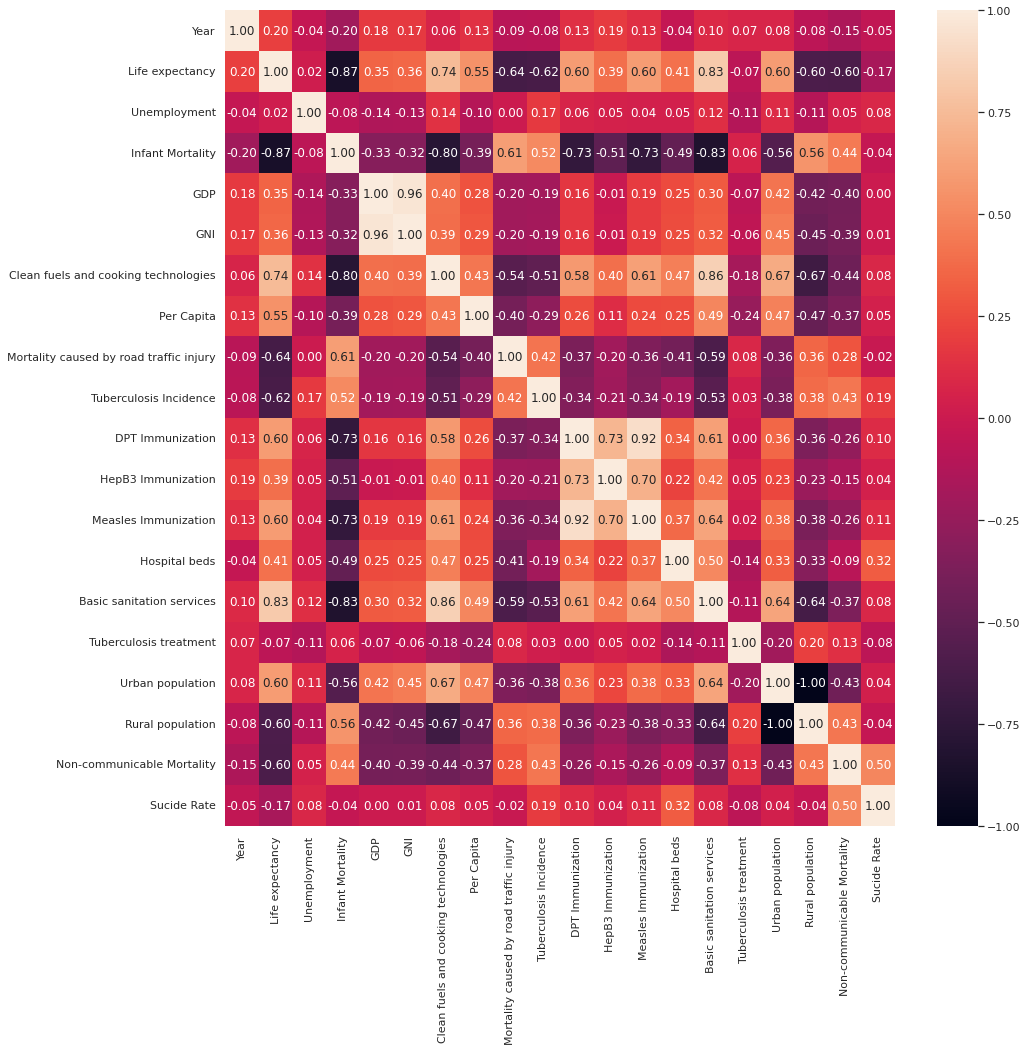 Year 1.00 0.20 -0.04 -0.20 0.18 0.17 0.06 0.13 -0.09 -0.08 0.13 0.19 0.13 -0.04 0.10 0.07 0.08 -0.08 -0.15 -0.05
Life expectancy 0.20 1.00 0.02 -0.87 0.35 0.36 0.74 0.55 -0.64 -0.62 0.60 0.39 0.60 0.41 0.83 -0.07 0.60 -0.60 -0.60 -0.17
Unemployment -0.04 0.02 1.00 -0.08 -0.14 -0.13 0.14 -0.10 0.00 0.17 0.06 0.05 0.04 0.05 0.12 -0.11 0.11 -0.11 0.05 0.08
Infant Mortality -0.20 -0.87 -0.08 1.00 -0.33 -0.32 -0.80 -0.39 0.61 0.52 -0.73 -0.51 -0.73 -0.49 -0.83 0.06 -0.56 0.56 0.44 -0.04
GDP 0.18 0.35 -0.14 -0.33 1.00 0.96 0.40 0.28 -0.20 -0.19 0.16 -0.01 0.19 0.25 0.30 -0.07 0.42 -0.42 -0.40 0.00
GNI 0.17 0.36 -0.13 -0.32 0.96 1.00 0.39 0.29 -0.20 -0.19 0.16 -0.01 0.19 0.25 0.32 -0.06 0.45 -0.45 -0.39 0.01
Clean fuels and cooking technologies 0.06 0.74 0.14 -0.80 0.40 0.39 1.00 0.43 -0.54 -0.51 0.58 0.40 0.61 0.47 0.86 -0.18 0.67 -0.67 -0.44 0.08
Per Capita 0.13 0.55 -0.10 -0.39 0.28 0.29 0.43 1.00 -0.40 -0.29 0.26 0.11 0.24 0.25 0.49 -0.24 0.47 -0.47 -0.37 0.05
Mortality caused by road traffic injury -0.09 -0.64 0.00 0.61 -0.20 -0.20 -0.54 -0.40 1.00 0.42 -0.37 -0.20 -0.36 -0.41 -0.59 0.08 -0.36 0.36 0.28 -0.02
Tuberculosis Incidence -0.08 -0.62 0.17 0.52 -0.19 -0.19 -0.51 -0.29 0.42 1.00 -0.34 -0.21 -0.34 -0.19 -0.53 0.03 -0.38 0.38 0.43 0.19
DPT Immunization 0.13 0.60 0.06 -0.73 0.16 0.16 0.58 0.26 -0.37 -0.34 1.00 0.73 0.92 0.34 0.61 0.00 0.36 -0.36 -0.26 0.10
HepB3 Immunization 0.19 0.39 0.05 -0.51 -0.01 -0.01 0.40 0.11 -0.20 -0.21 0.73 1.00 0.70 0.22 0.42 0.05 0.23 -0.23 -0.15 0.04
Measles Immunization 0.13 0.60 0.04 -0.73 0.19 0.19 0.61 0.24 -0.36 -0.34 0.92 0.70 1.00 0.37 0.64 0.02 0.38 -0.38 -0.26 0.11
Hospital beds -0.04 0.41 0.05 -0.49 0.25 0.25 0.47 0.25 -0.41 -0.19 0.34 0.22 0.37 1.00 0.50 -0.14 0.33 -0.33 -0.09 0.32
Basic sanitation services 0.10 0.83 0.12 -0.83 0.30 0.32 0.86 0.49 -0.59 -0.53 0.61 0.42 0.64 0.50 1.00 -0.11 0.64 -0.64 -0.37 0.08
Tuberculosis treatment 0.07 -0.07 -0.11 0.06 -0.07 -0.06 -0.18 -0.24 0.08 0.03 0.00 0.05 0.02 -0.14 -0.11 1.00 -0.20 0.20 0.13 -0.08
Urban population 0.08 0.60 0.11 -0.56 0.42 0.45 0.67 0.47 -0.36 -0.38 0.36 0.23 0.38 0.33 0.64 -0.20 1.00 -1.00 -0.43 0.04
Rural population -0.08 -0.60 -0.11 0.56 -0.42 -0.45 -0.67 -0.47 0.36 0.38 -0.36 -0.23 -0.38 -0.33 -0.64 0.20 -1.00 1.00 0.43 -0.04
Non-communicable Mortality -0.15 -0.60 0.05 0.44 -0.40 -0.39 -0.44 -0.37 0.28 0.43 -0.26 -0.15 -0.26 -0.09 -0.37 0.13 -0.43 0.43 1.00 0.50
Sucide Rate -0.05 -0.17 0.08 -0.04 0.00 0.01 0.08 0.05 -0.02 0.19 0.10 0.04 0.11 0.32 0.08 -0.08 0.04 -0.04 0.50 1.00
Year
Life expectancy
Unemployment
Infant Mortality
GDP
GNI
Clean fuels and cooking technologies
Per Capita
Mortality caused by road traffic injury
Tuberculosis Incidence
DPT Immunization
HepB3 Immunization
Measles Immunization
Hospital beds
Basic sanitation services
Tuberculosis treatment
Urban population
Rural population
Non-communicable Mortality
Sucide Rate
1.00
0.75
0.50
0.25
0.00
−0.25
−0.50
−0.75
−1.00